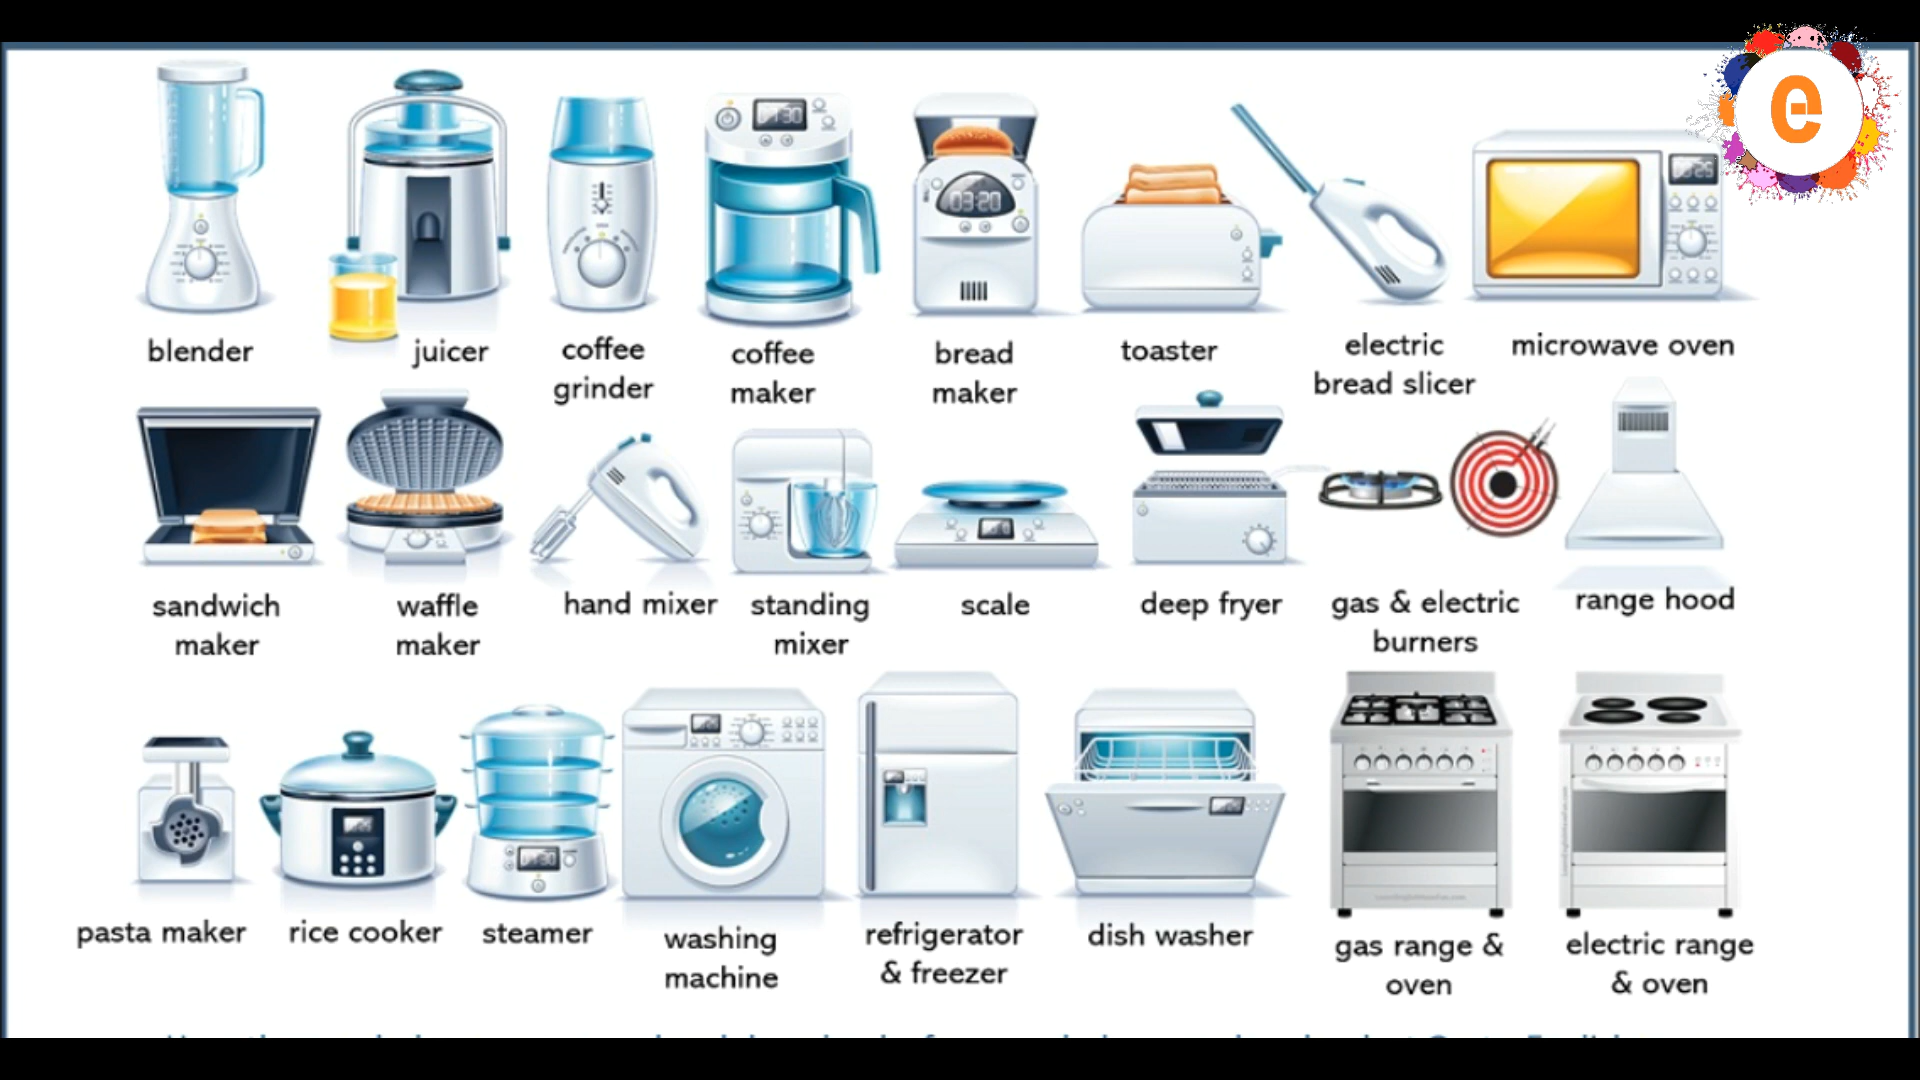 e
blender
juicer
coffee
grinder
coffee
maker
bread
maker
toaster
electric
bread slicer
microwave oven
sandwich
maker
waffle
maker
hand mixer
standing
mixer
scale
deep fryer
gas & electric
burners
range hood
pasta maker
rice cooker
steamer
washing
machine
refrigerator
& freezer
dish washer
gas range &
oven
electric range
& oven